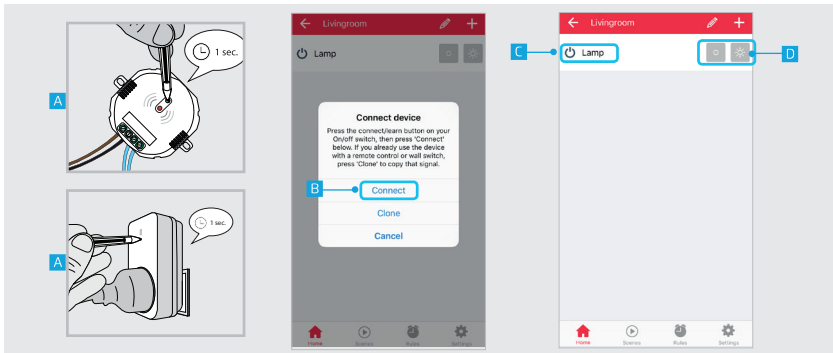 A
1 sec.
A
1 sec.
Livingroom
Lamp
Connect device
Press the connect/learn button on your
On/off switch, then press 'Connect'
below. If you already use the device
with a remote control or wall switch,
press 'Clone' to copy that signal.
B
Connect
Clone
Cancel
Home
Scenes
Rules
Settings
Livingroom
C
Lamp
D
Home
Scenes
Rules
Settings